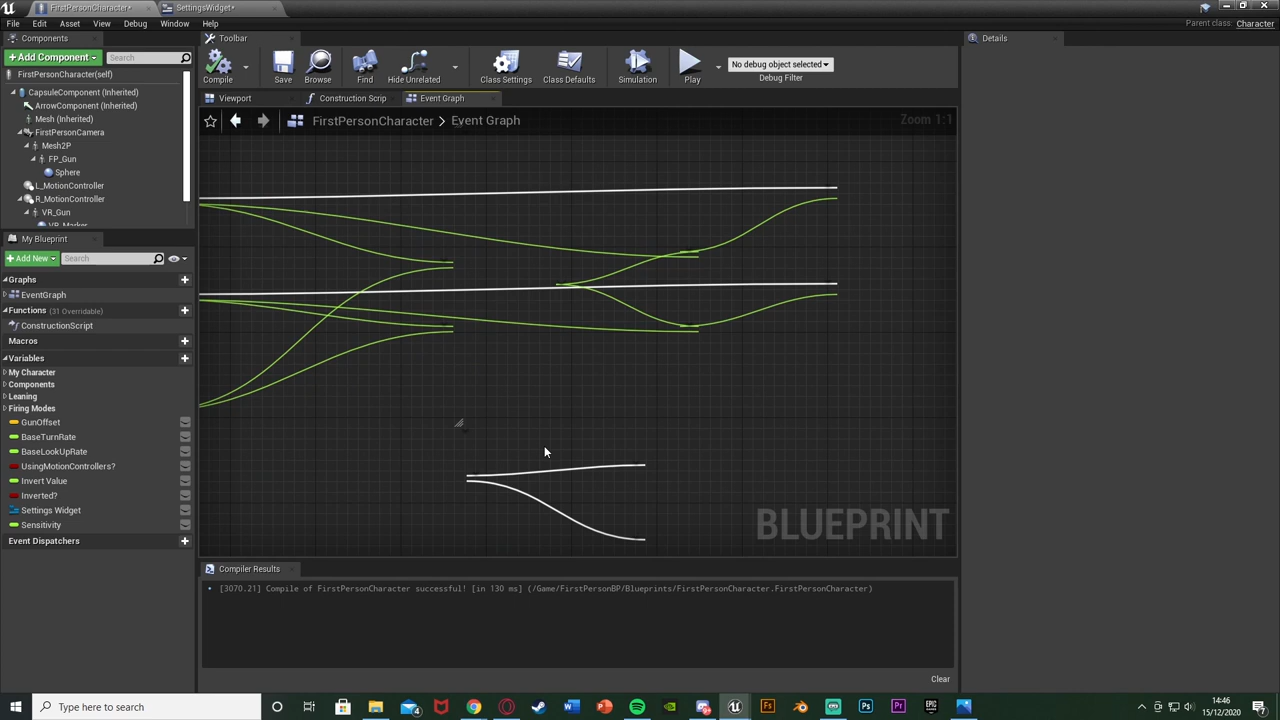 FirstPersonCharacter*
SettingsWidget*
File Edit Asset View Debug Window Help
Parent class: Character
Components
Toolbar
Details
+Add Component
Search
Compile
Save
Browse
Find
Hide Unrelated
Class Settings
Class Defaults
Simulation
Play
No debug object selected
Debug Filter
FirstPersonCharacter(self)
CapsuleComponent (Inherited)
ArrowComponent (Inherited)
Mesh (Inherited)
FirstPersonCamera
Mesh2P
FP_Gun
Sphere
L_MotionController
R_MotionController
VR_Gun
VR_Marker
Viewport
Construction Scrip
Event Graph
FirstPersonCharacter > Event Graph
Zoom 1:1
My Blueprint
+Add New
Search
Graphs
EventGraph
Functions (31 Overridable)
ConstructionScript
Macros
Variables
My Character
Components
Leaning
Firing Modes
GunOffset
BaseTurnRate
BaseLookUpRate
UsingMotionControllers?
Invert Value
Inverted?
Settings Widget
Sensitivity
Event Dispatchers
BLUEPRINT
Compiler Results
[3070.21] Compile of FirstPersonCharacter successful! [in 130 ms] (/Game/FirstPersonBP/Blueprints/FirstPersonCharacter.FirstPersonCharacter)
Clear
Type here to search
14:46
15/12/2020